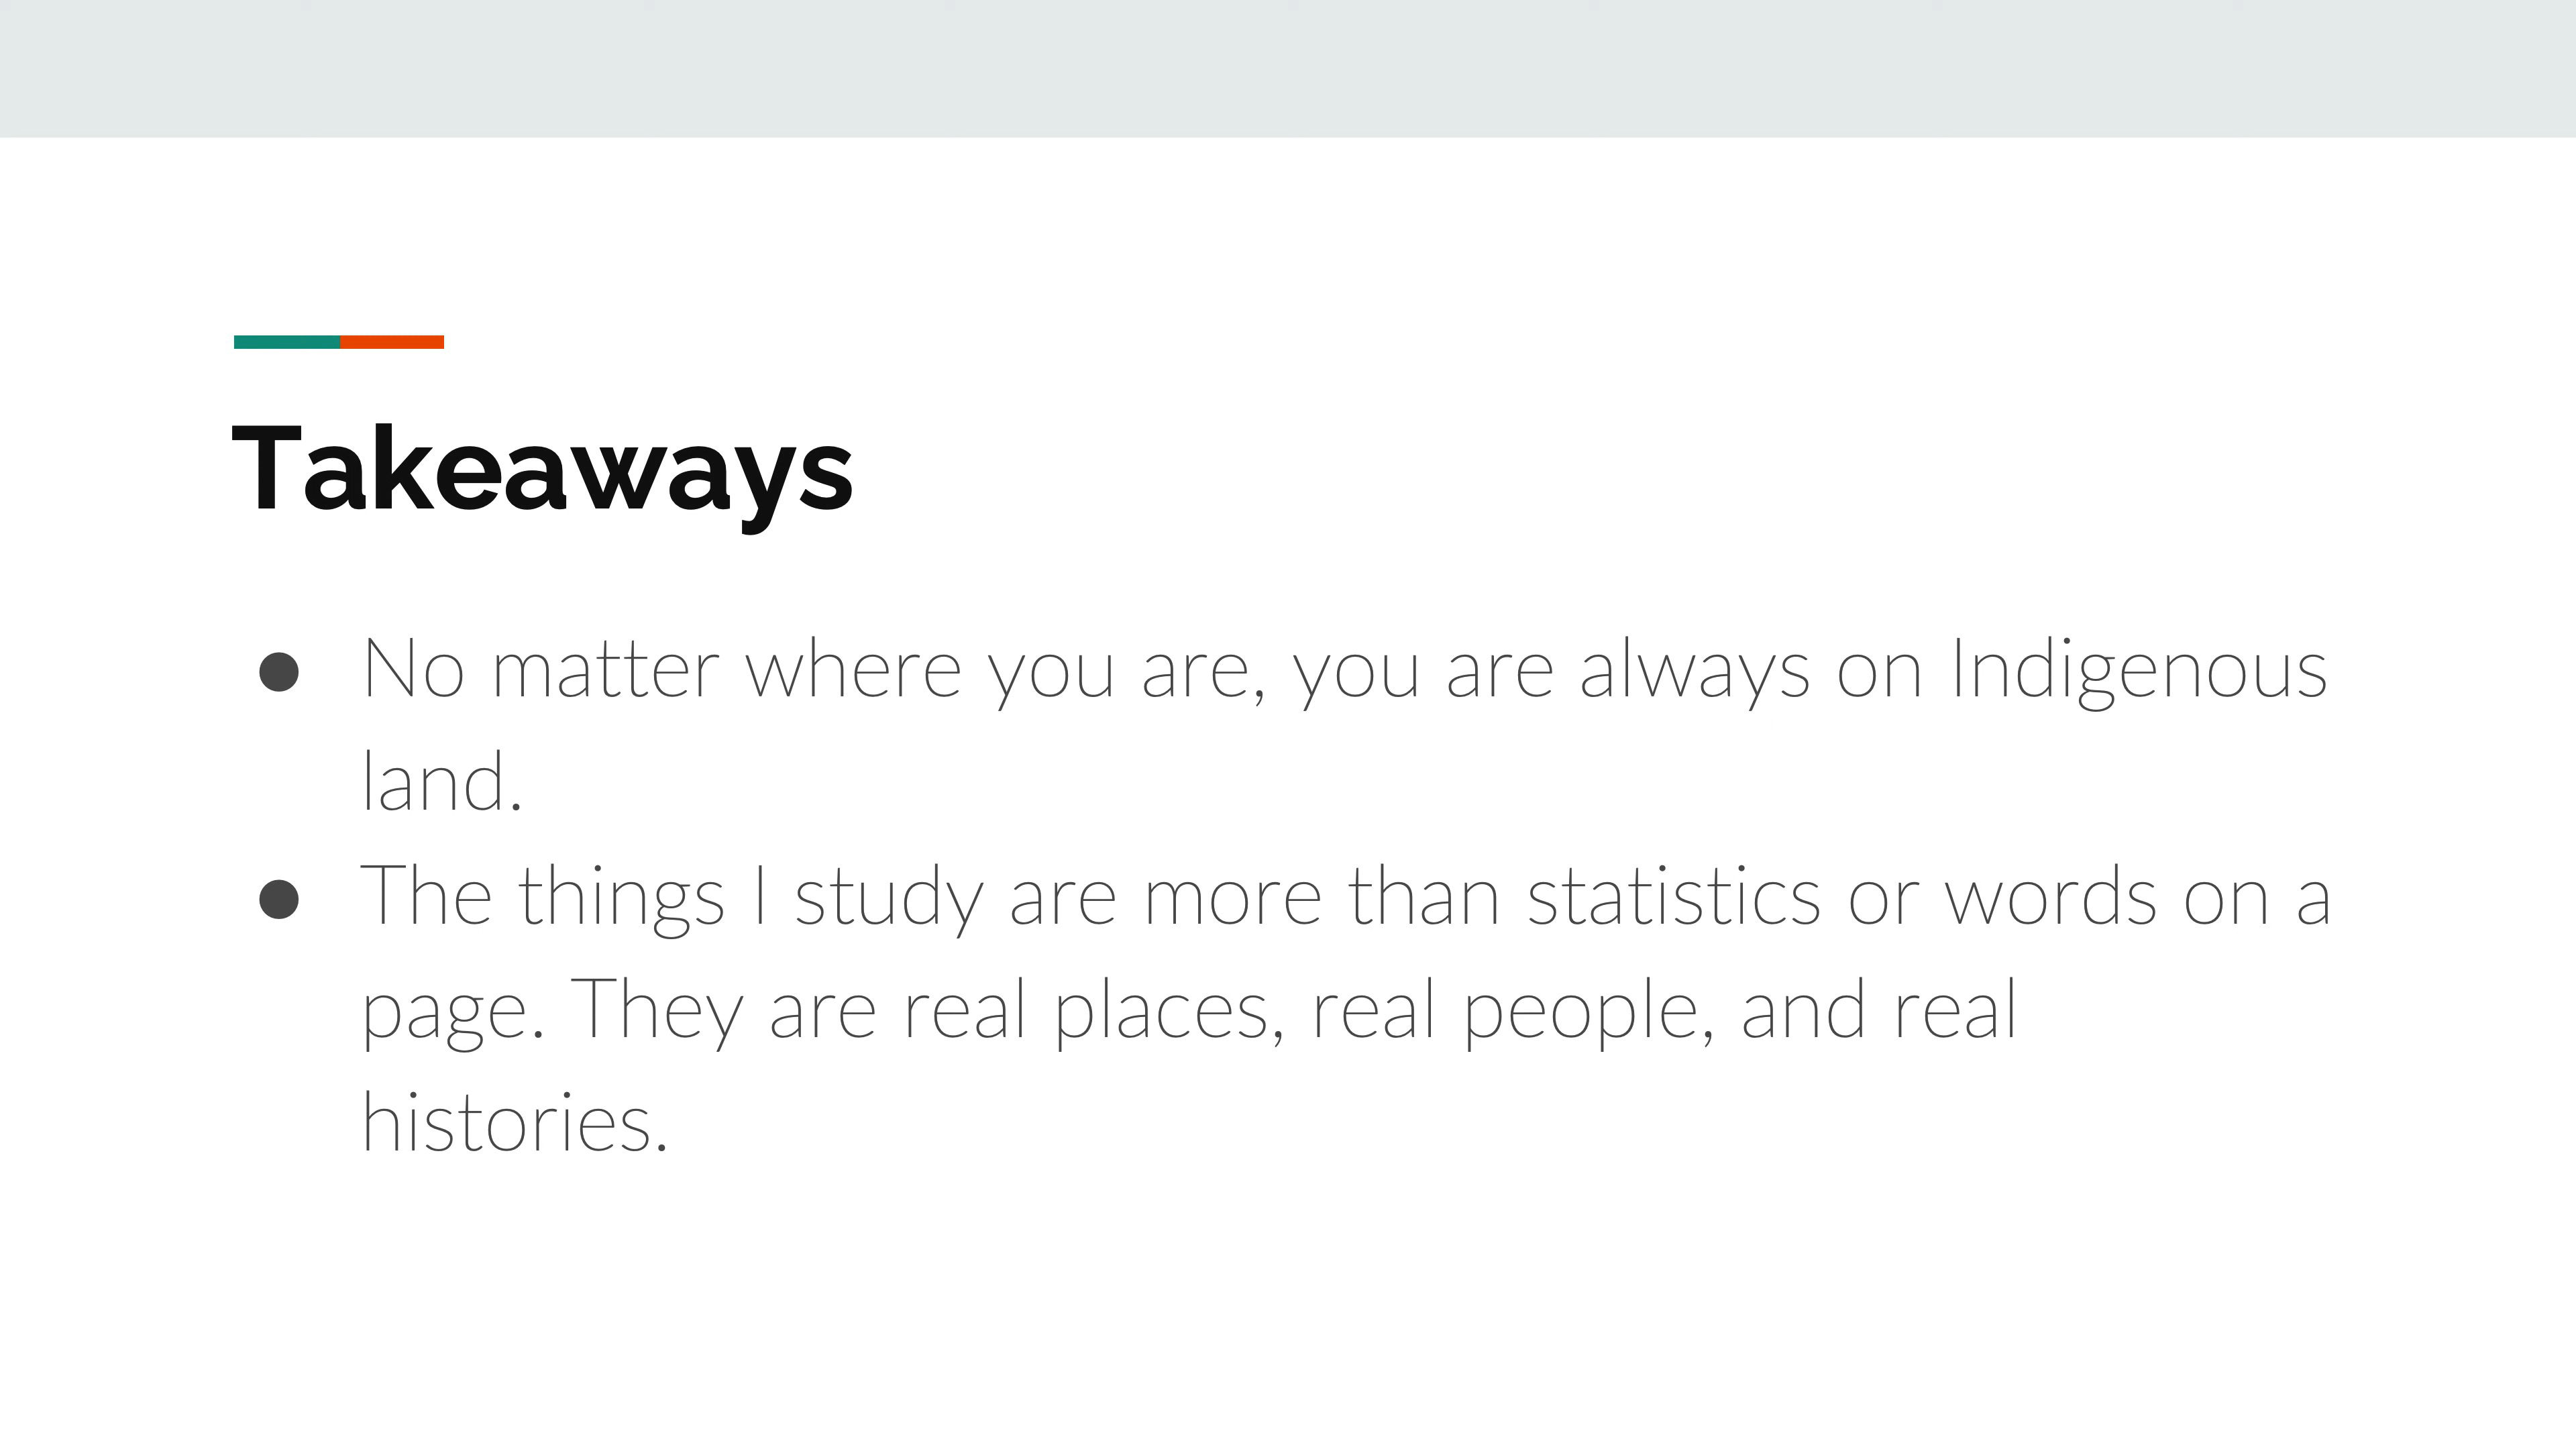 Takeaways
● No matter where you are, you are always on Indigenous
land.
● The things I study are more than statistics or words on a
page. They are real places, real people, and real
histories.